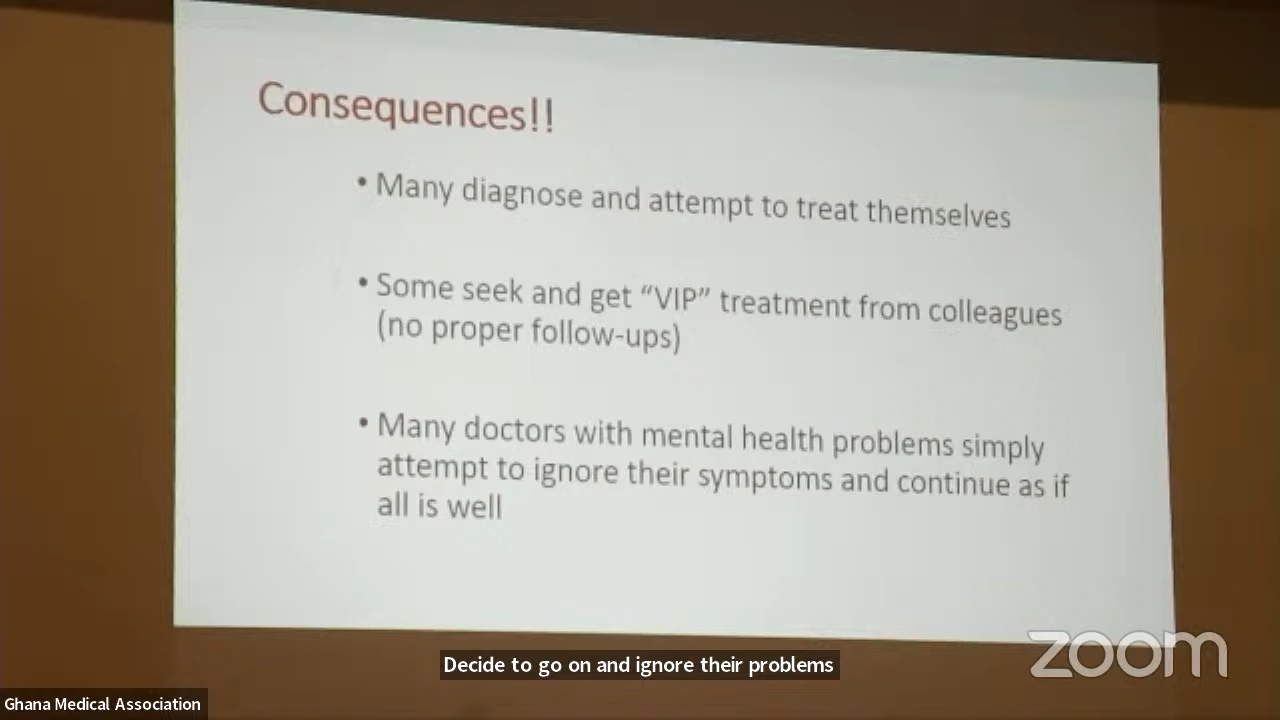 Consequences!!
• Many diagnose and attempt to treat themselves
• Some seek and get “VIP” treatment from colleagues
(no proper follow-ups)
• Many doctors with mental health problems simply
attempt to ignore their symptoms and continue as if
all is well
zoom
Decide to go on and ignore their problems
Ghana Medical Association